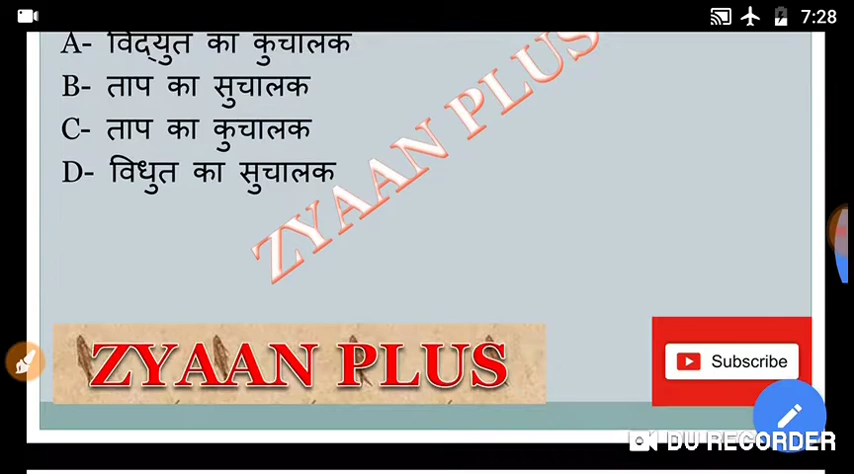 7:28
A- विद्युत का कुचालक
B- ताप का सुचालक
C- ताप का कुचालक
D- विधुत का सुचालक
ZYAAN PLUS
ZYAAN PLUS
Subscribe
DU RECORDER